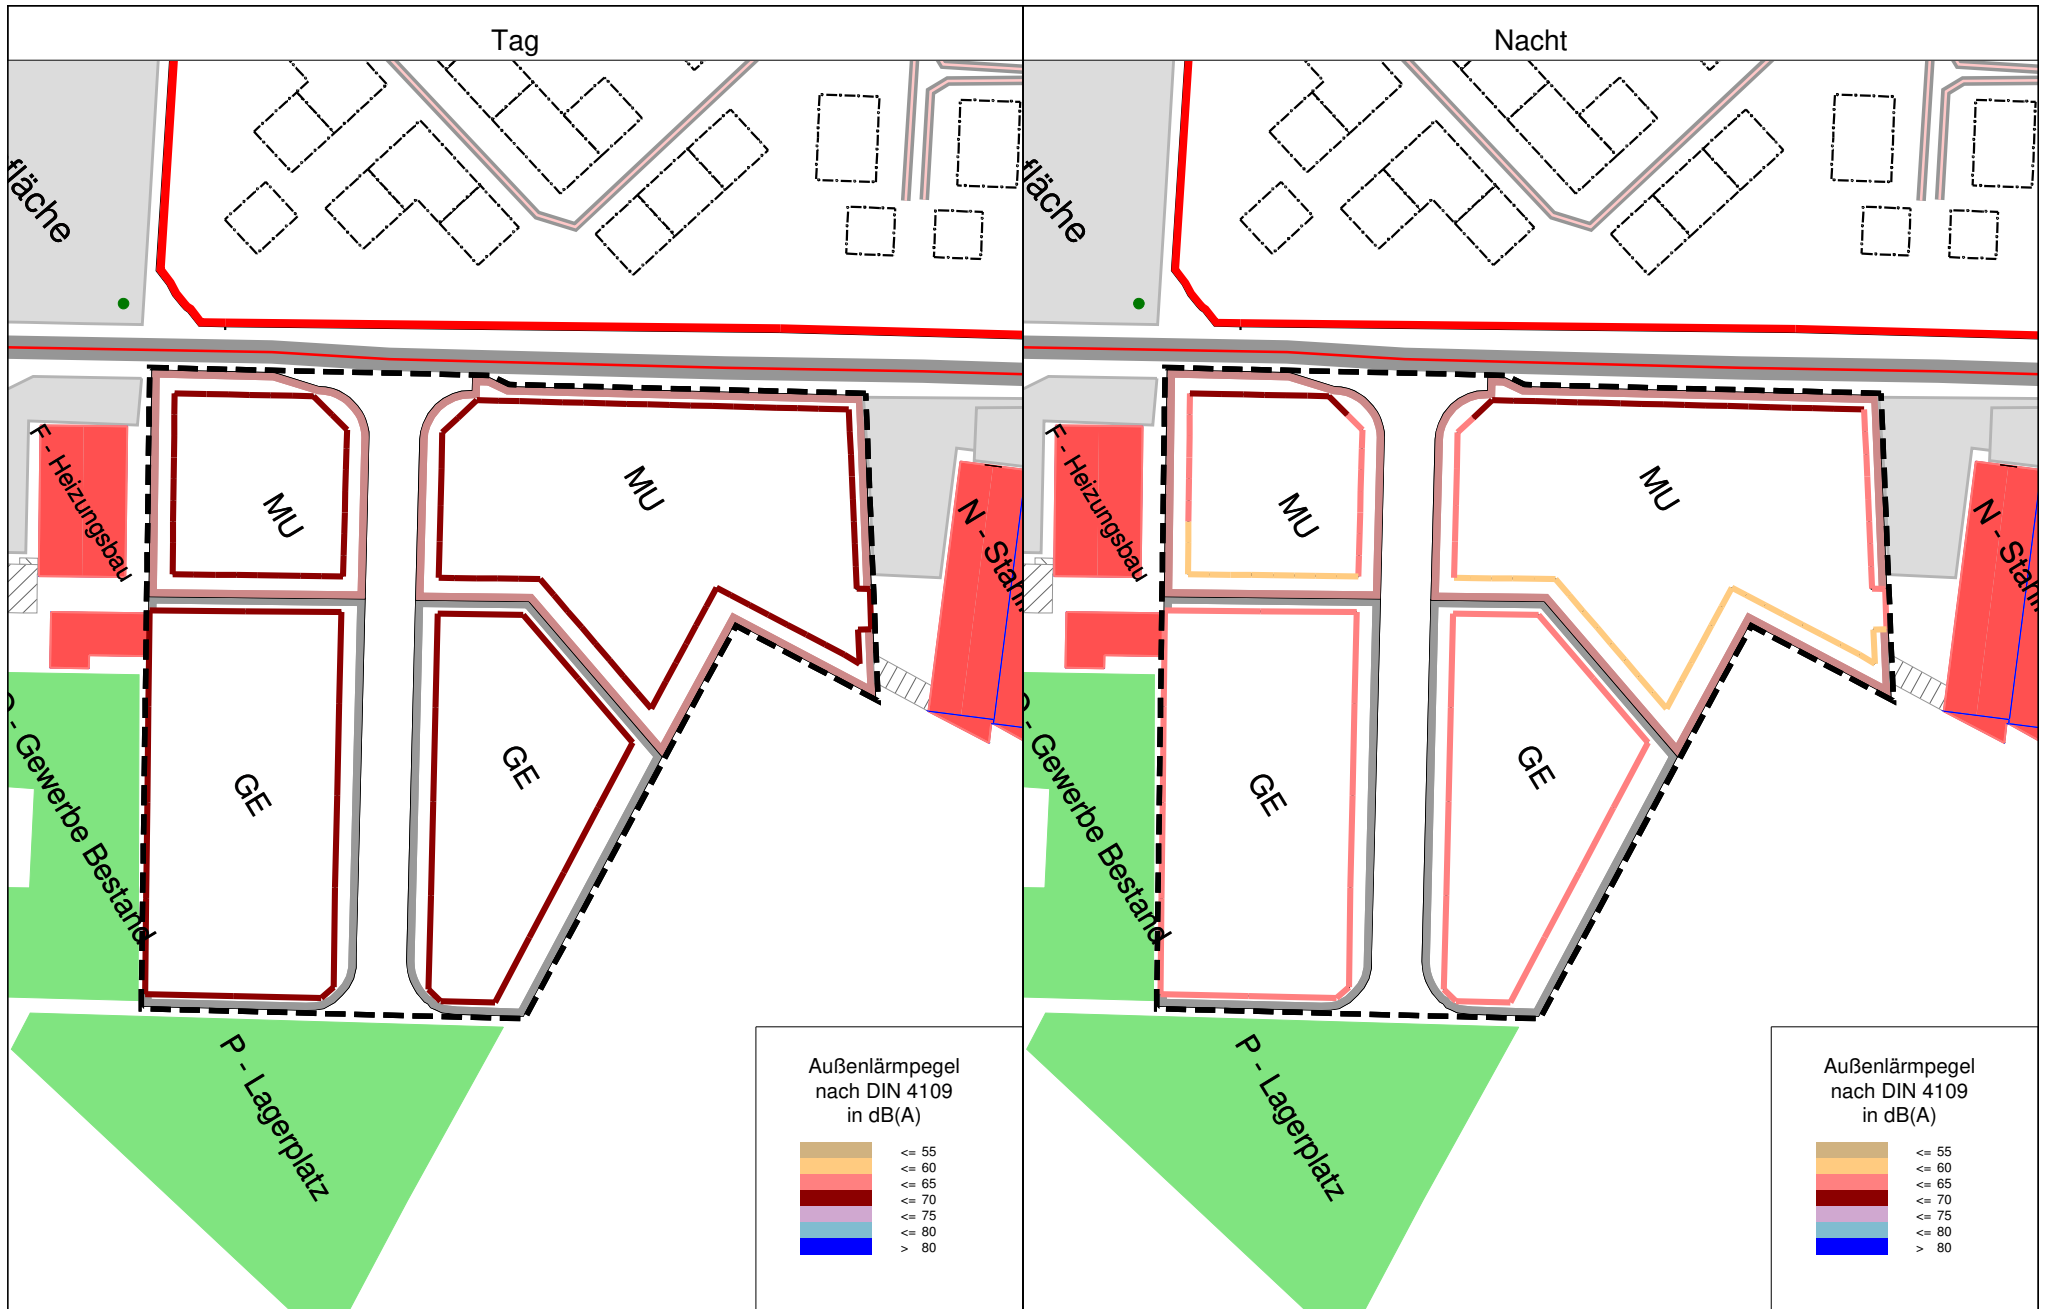 Tag
fläche
F - Heizungsbau
MU
MU
N - Stahl
GE
GE
- Gewerbe Bestand
P - Lagerplatz
Außenlärmpegel
nach DIN 4109
in dB(A)
<= 55
<= 60
<= 65
<= 70
<= 75
<= 80
> 80
Nacht
fläche
F - Heizungsbau
MU
MU
N - Stahl
GE
GE
- Gewerbe Bestand
P - Lagerplatz
Außenlärmpegel
nach DIN 4109
in dB(A)
<= 55
<= 60
<= 65
<= 70
<= 75
<= 80
> 80